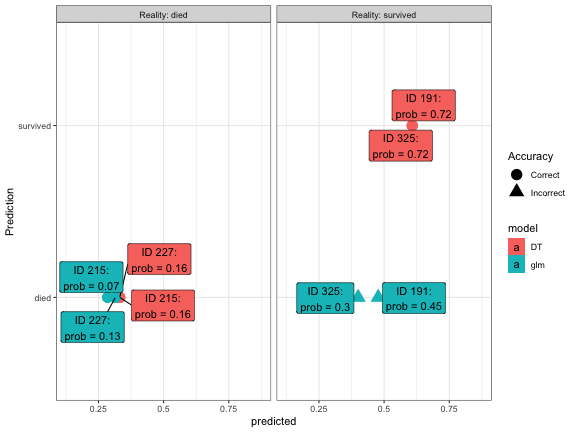 Reality: died
Reality: survived
survived
died
Prediction
ID 191:
prob = 0.72
ID 325:
prob = 0.72
ID 227:
prob = 0.16
ID 215:
prob = 0.07
ID 215:
prob = 0.16
ID 227:
prob = 0.13
ID 325:
prob = 0.3
ID 191:
prob = 0.45
0.25
0.5
0.75
0.25
0.5
0.75
predicted
Accuracy
Correct
Incorrect
model
a DT
a glm